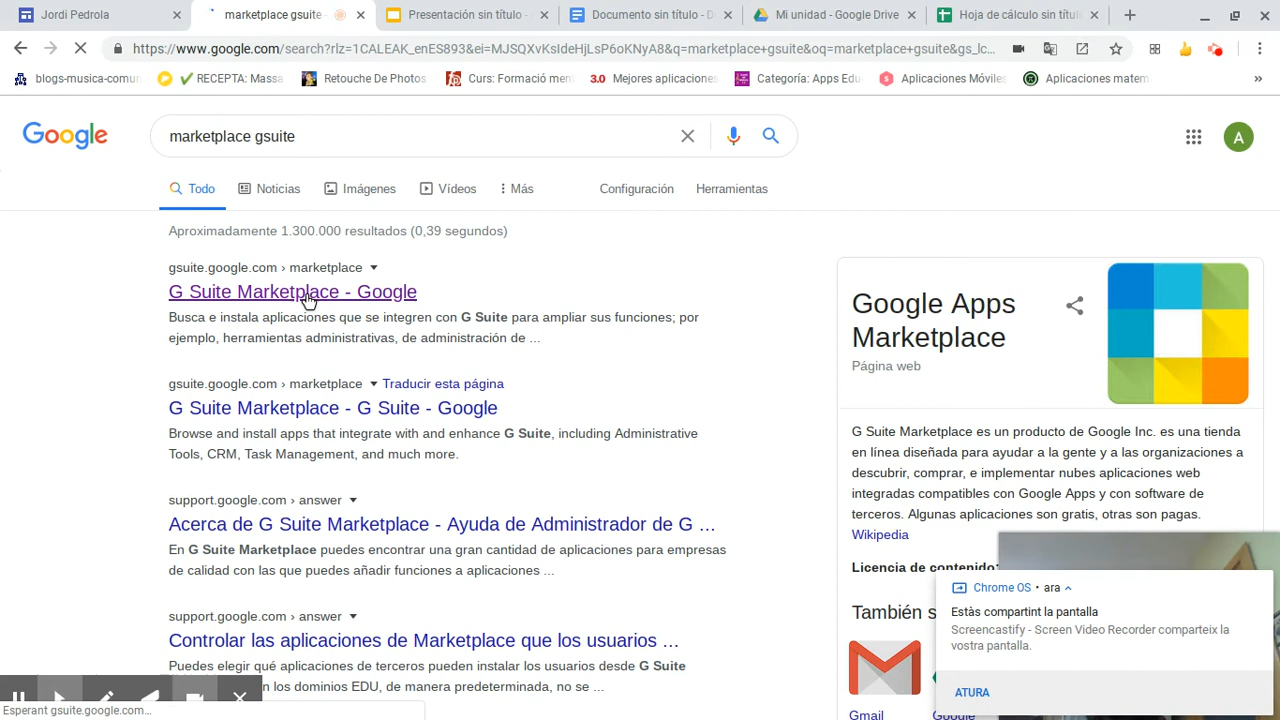 Jordi Pedrola
marketplace gsuite -
Presentación sin título -
Documento sin título - D
Mi unidad - Google Drive
Hoja de cálculo sin títu
https://www.google.com/search?rlz=1CALEAK_enES893&ei=MJSQXvKsIdeHjLsP6oKNyA8&q=marketplace+gsuite&oq=marketplace+gsuite&gs_lc...
blogs-musica-comun
RECEPTA: Massa
Retouche De Photos
Curs: Formació men
3.0 Mejores aplicacione
Categoría: Apps Edu
Aplicaciones Móviles
Aplicaciones matem
»
Google
marketplace gsuite
A
Todo
Noticias
Imágenes
Vídeos
Más
Configuración
Herramientas
Aproximadamente 1.300.000 resultados (0,39 segundos)
gsuite.google.com › marketplace
G Suite Marketplace - Google
Busca e instala aplicaciones que se integren con G Suite para ampliar sus funciones; por
ejemplo, herramientas administrativas, de administración de ...
gsuite.google.com › marketplace Traducir esta página
G Suite Marketplace - G Suite - Google
Browse and install apps that integrate with and enhance G Suite, including Administrative
Tools, CRM, Task Management, and much more.
support.google.com › answer
Acerca de G Suite Marketplace - Ayuda de Administrador de G ...
En G Suite Marketplace puedes encontrar una gran cantidad de aplicaciones para empresas
de calidad con las que puedes añadir funciones a aplicaciones ...
support.google.com › answer
Controlar las aplicaciones de Marketplace que los usuarios ...
Puedes elegir qué aplicaciones de terceros pueden instalar los usuarios desde G Suite
en los dominios EDU, de manera predeterminada, no se ...
Esperant gsuite.google.com...
Google Apps
Marketplace
Página web
G Suite Marketplace es un producto de Google Inc. es una tienda
en línea diseñada para ayudar a la gente y a las organizaciones a
descubrir, comprar, e implementar nubes aplicaciones web
integradas compatibles con Google Apps y con software de
terceros. Algunas aplicaciones son gratis, otras son pagas.
Wikipedia
Licencia de contenido:
También s
Gmail
Google
Chrome OS • ara
Estàs compartint la pantalla
Screencastify - Screen Video Recorder comparteix la
vostra pantalla.
ATURA